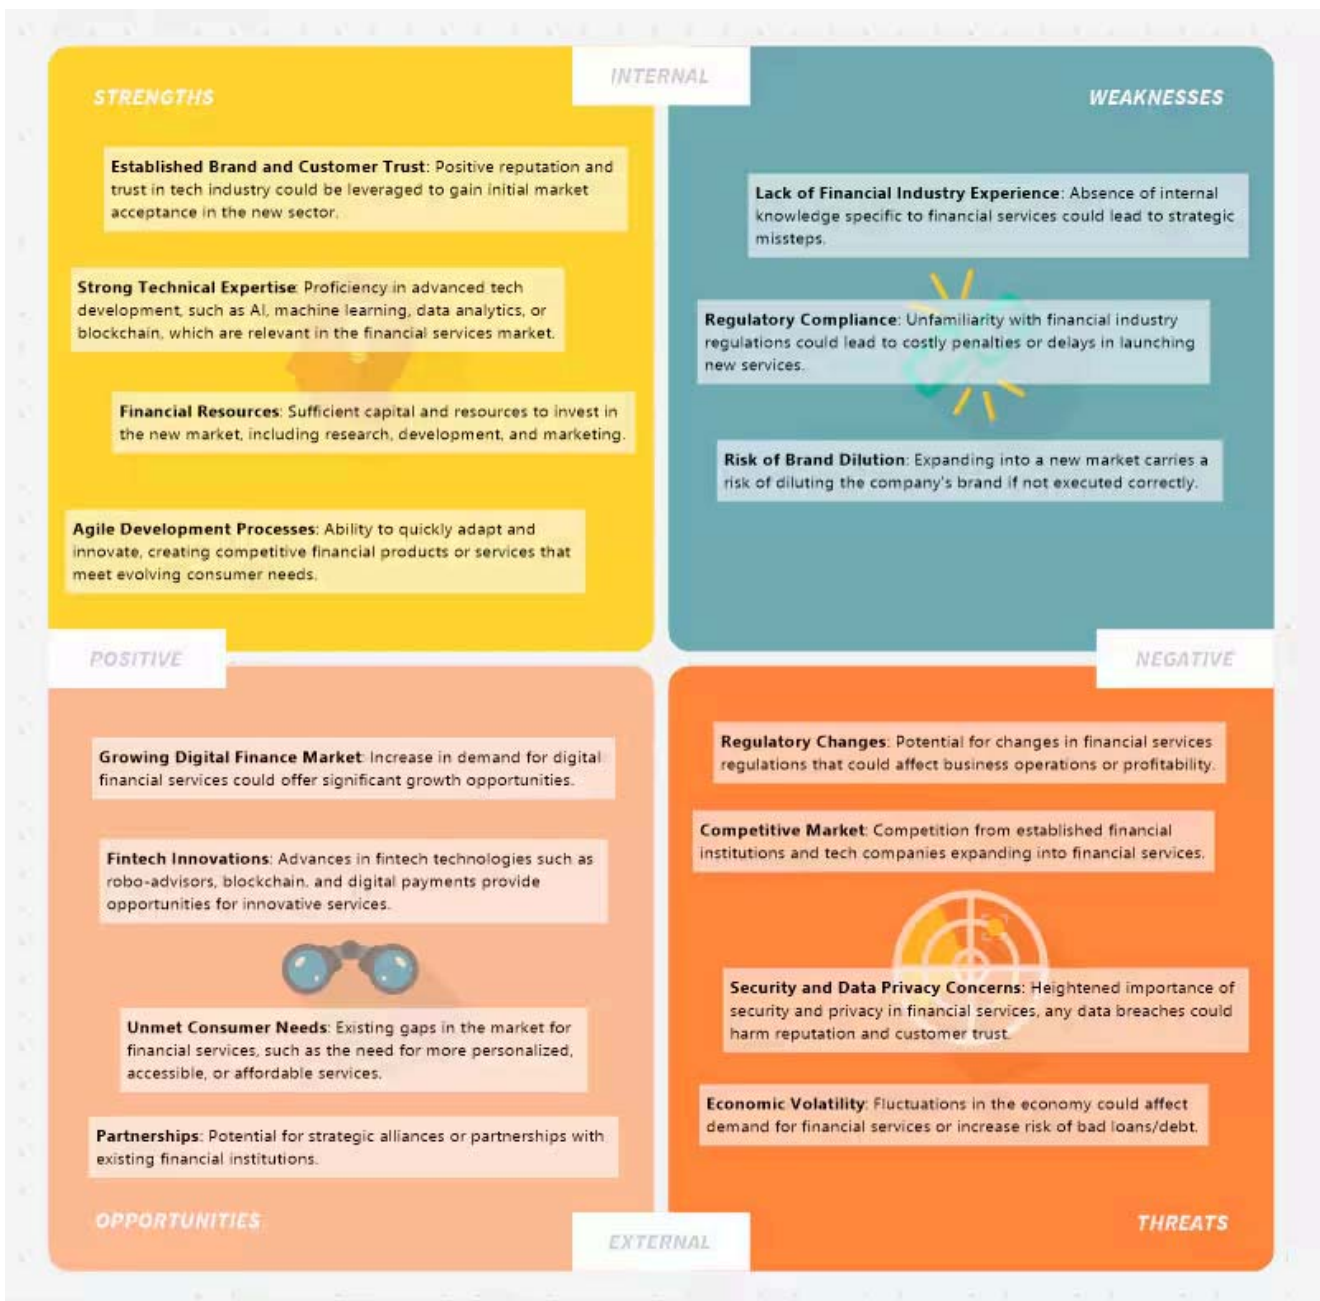 INTERNAL
STRENGTHS
Established Brand and Customer Trust: Positive reputation and
trust in tech industry could be leveraged to gain initial market
acceptance in the new sector.
Strong Technical Expertise: Proficiency in advanced tech
development, such as AI, machine learning, data analytics, or
blockchain, which are relevant in the financial services market.
Financial Resources: Sufficient capital and resources to invest in
the new market, including research, development, and marketing.
Agile Development Processes: Ability to quickly adapt and
innovate, creating competitive financial products or services that
meet evolving consumer needs.
WEAKNESSES
Lack of Financial Industry Experience: Absence of internal
knowledge specific to financial services could lead to strategic
missteps.
Regulatory Compliance: Unfamiliarity with financial industry
regulations could lead to costly penalties or delays in launching
new services.
Risk of Brand Dilution: Expanding into a new market carries a
risk of diluting the company's brand if not executed correctly.
POSITIVE
NEGATIVE
Growing Digital Finance Market: Increase in demand for digital
financial services could offer significant growth opportunities.
Fintech Innovations: Advances in fintech technologies such as
robo-advisors, blockchain, and digital payments provide
opportunities for innovative services.
Unmet Consumer Needs: Existing gaps in the market for
financial services, such as the need for more personalized,
accessible, or affordable services.
Partnerships: Potential for strategic alliances or partnerships with
existing financial institutions.
OPPORTUNITIES
Regulatory Changes: Potential for changes in financial services
regulations that could affect business operations or profitability.
Competitive Market: Competition from established financial
institutions and tech companies expanding into financial services.
Security and Data Privacy Concerns: Heightened importance of
security and privacy in financial services, any data breaches could
harm reputation and customer trust.
Economic Volatility: Fluctuations in the economy could affect
demand for financial services or increase risk of bad loans/debt.
THREATS
EXTERNAL